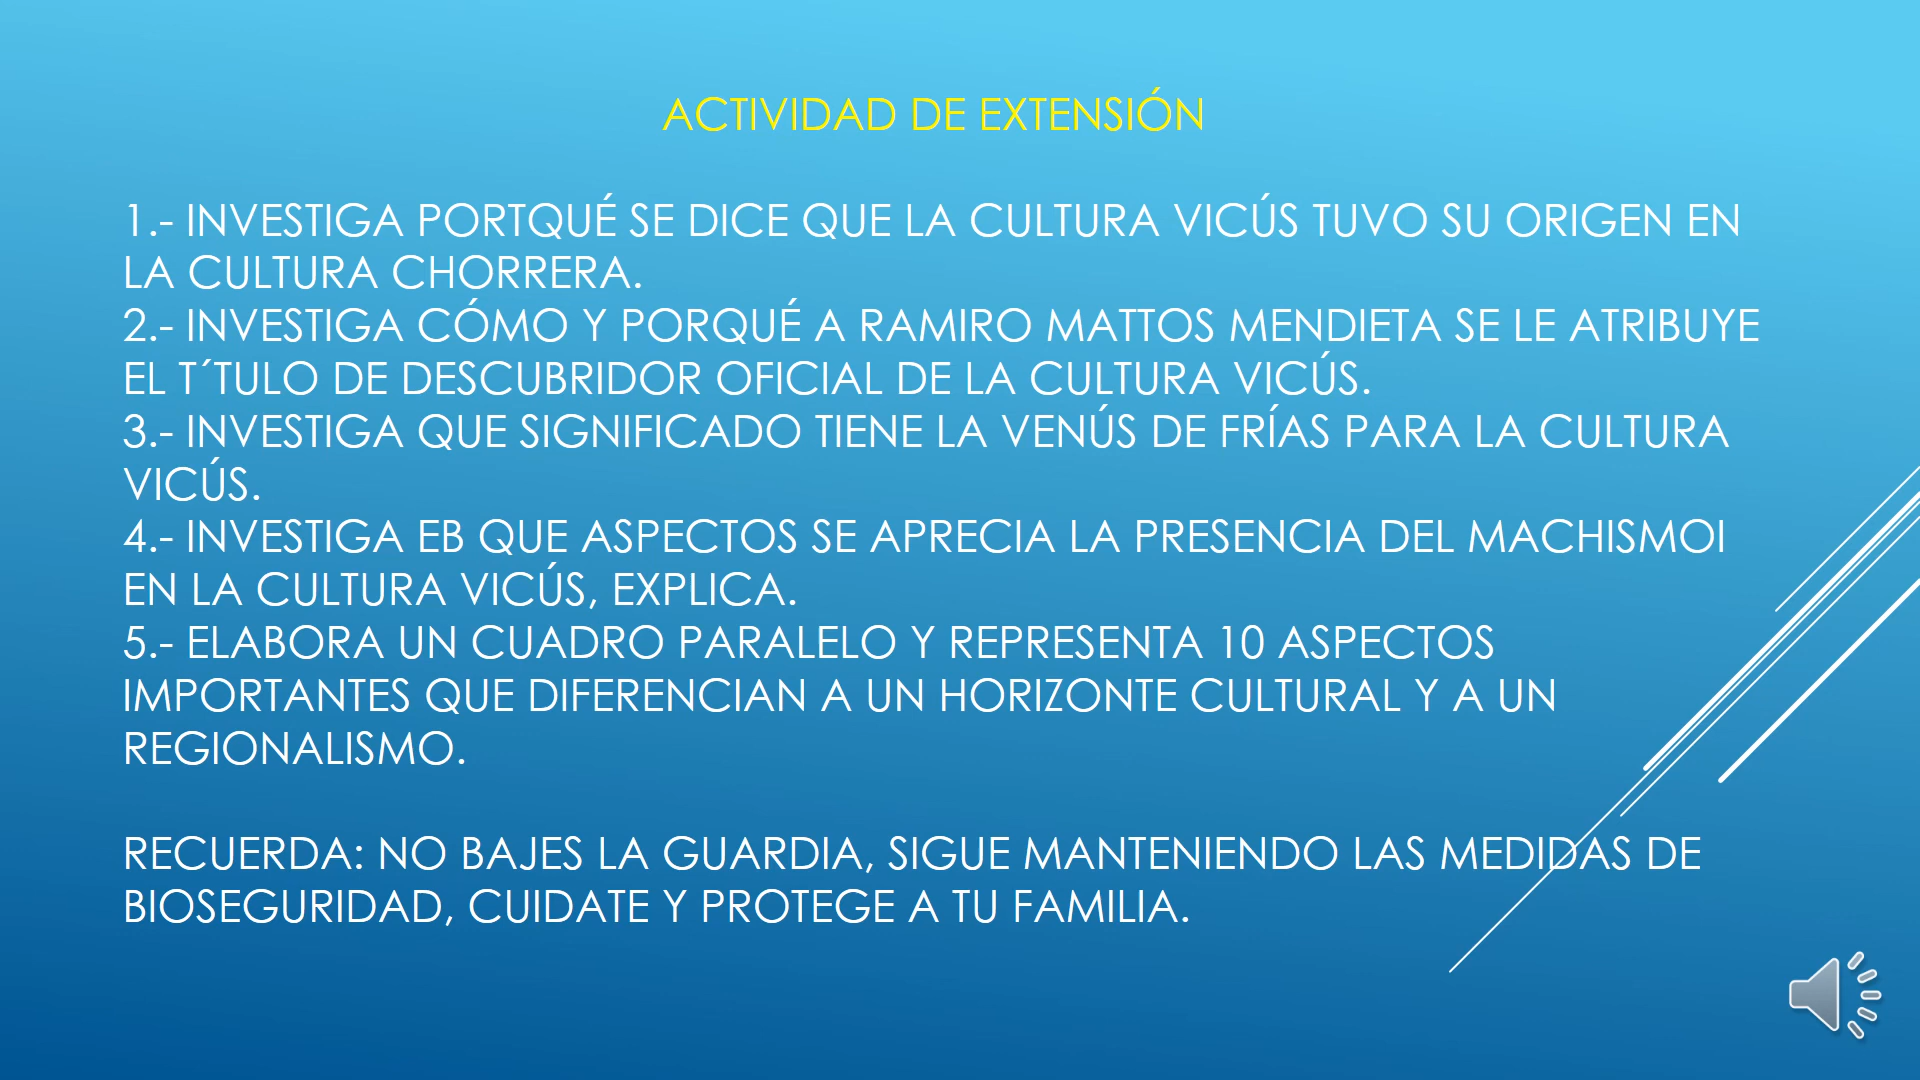 ACTIVIDAD DE EXTENSIÓN
1.- INVESTIGA PORTQUÉ SE DICE QUE LA CULTURA VICÚS TUVO SU ORIGEN EN
LA CULTURA CHORRERA.
2.- INVESTIGA CÓMO Y PORQUÉ A RAMIRO MATTOS MENDIETA SE LE ATRIBUYE
EL T´TULO DE DESCUBRIDOR OFICIAL DE LA CULTURA VICÚS.
3.- INVESTIGA QUE SIGNIFICADO TIENE LA VENÚS DE FRÍAS PARA LA CULTURA
VICÚS.
4.- INVESTIGA EB QUE ASPECTOS SE APRECIA LA PRESENCIA DEL MACHISMOI
EN LA CULTURA VICÚS, EXPLICA.
5.- ELABORA UN CUADRO PARALELO Y REPRESENTA 10 ASPECTOS
IMPORTANTES QUE DIFERENCIAN A UN HORIZONTE CULTURAL Y A UN
REGIONALISMO.
RECUERDA: NO BAJES LA GUARDIA, SIGUE MANTENIENDO LAS MEDIDAS DE
BIOSEGURIDAD, CUIDATE Y PROTEGE A TU FAMILIA.